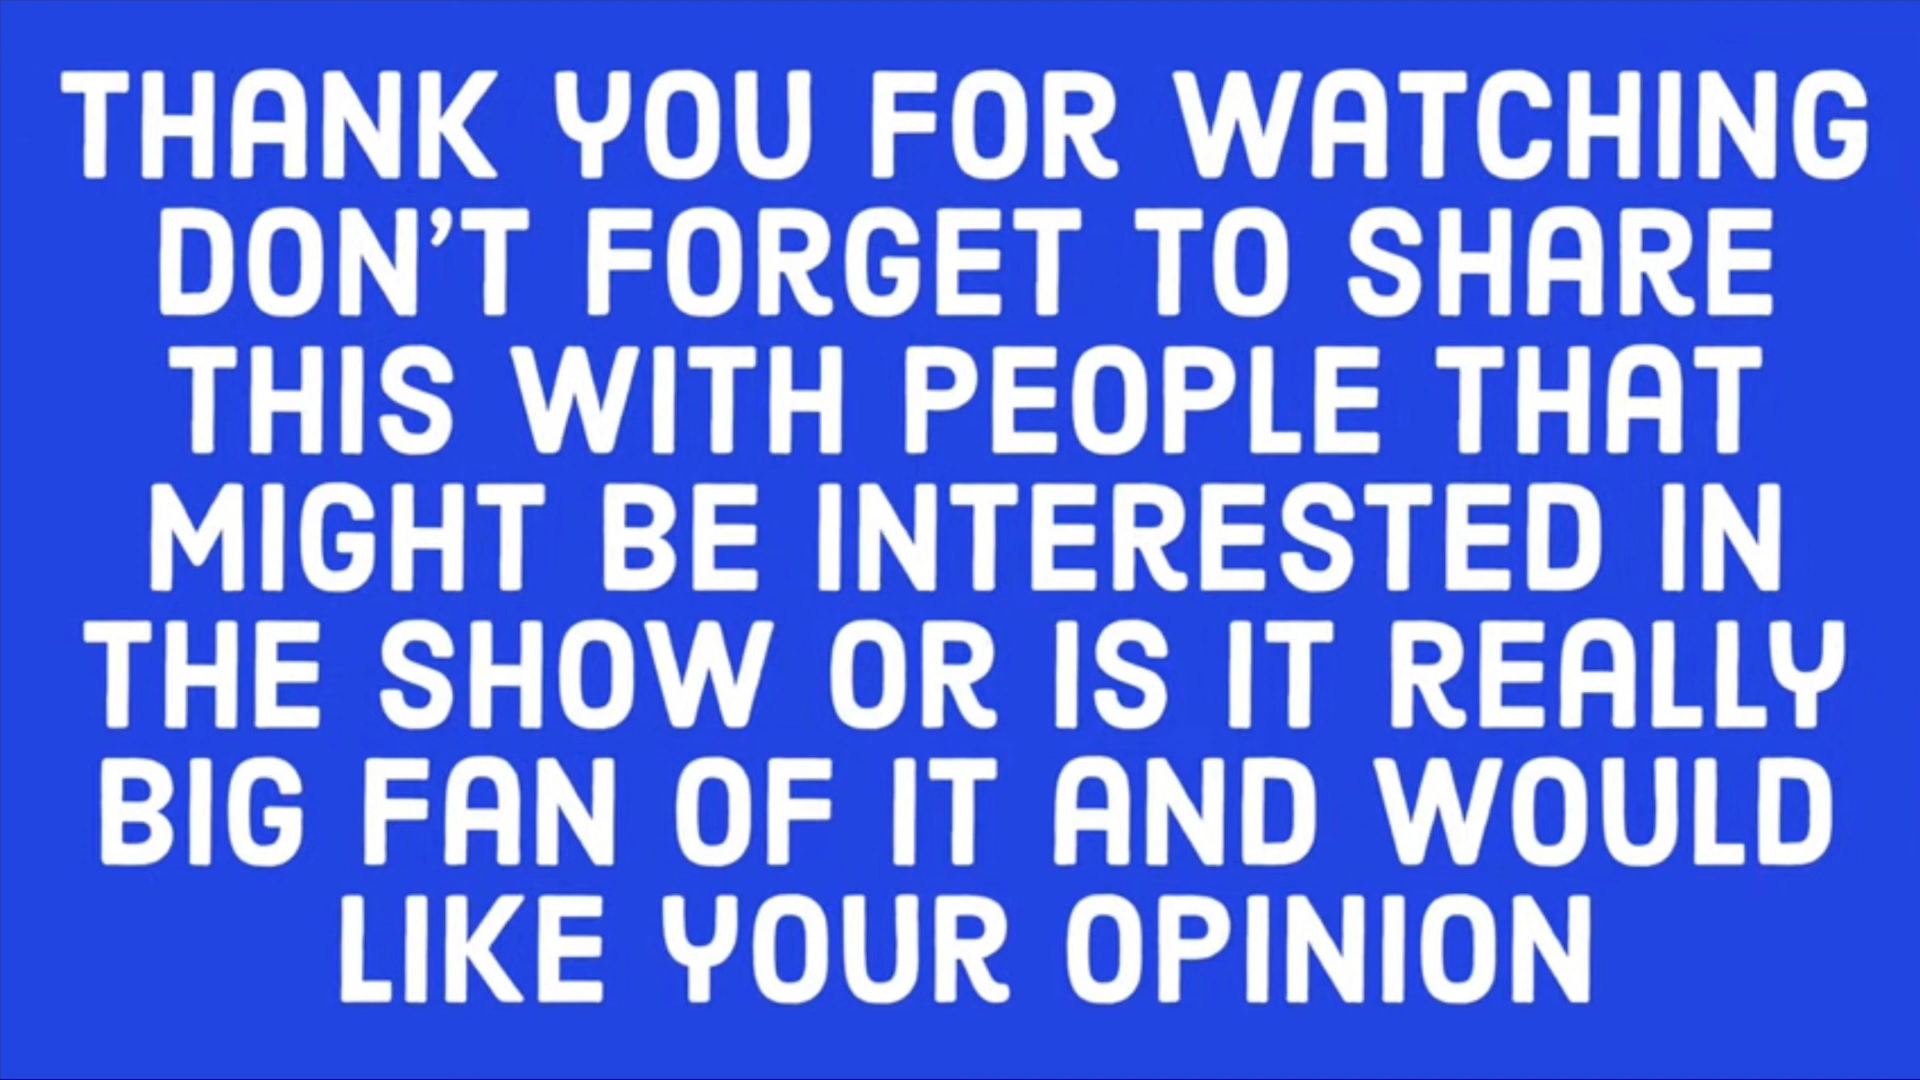 THANK YOU FOR WATCHING
DON'T FORGET TO SHARE
THIS WITH PEOPLE THAT
MIGHT BE INTERESTED IN
THE SHOW OR IS IT REALLY
BIG FAN OF IT AND WOULD
LIKE YOUR OPINION